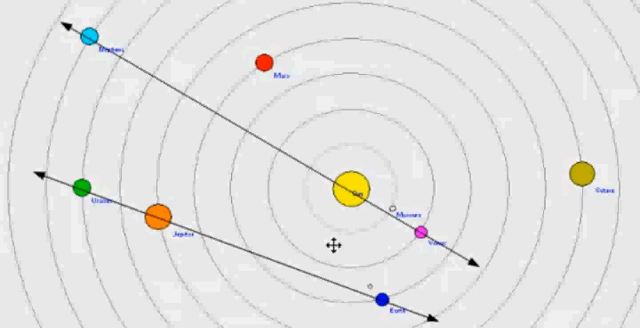 Neptune
Mars
Sun
Saturn
Uranus
Mercury
Venus
Jupiter
Earth